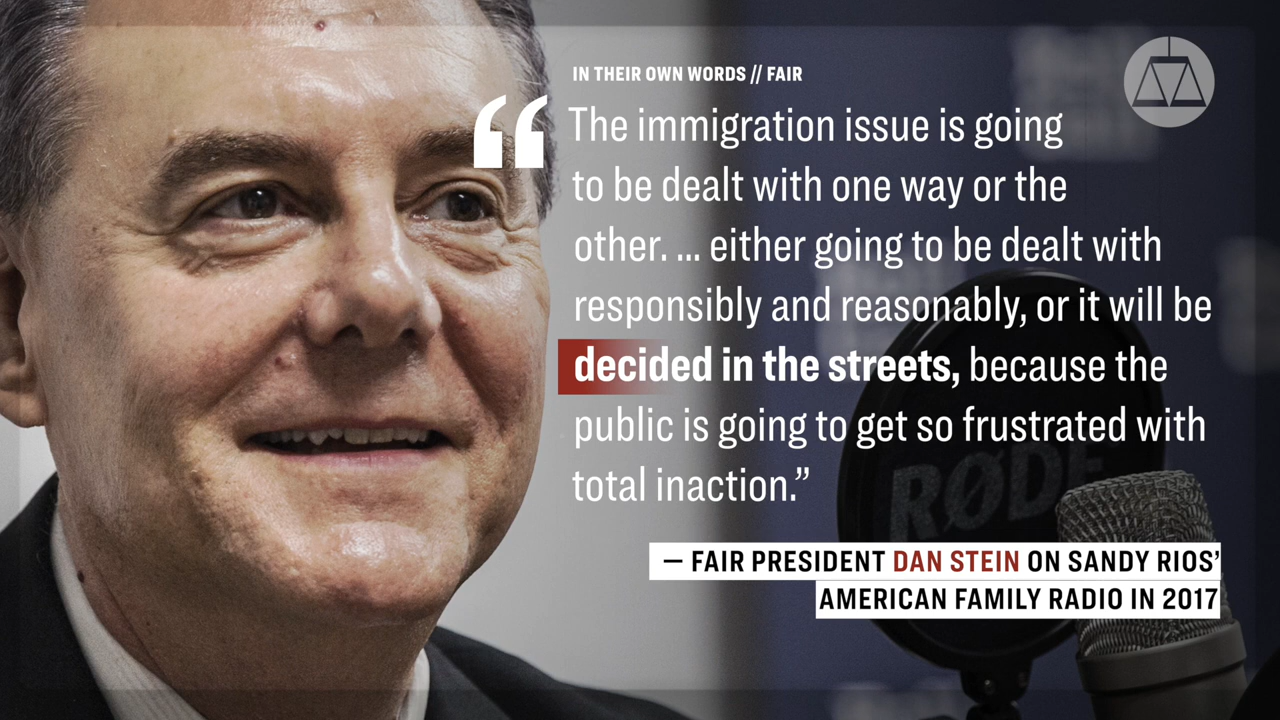 IN THEIR OWN WORDS // FAIR
“The immigration issue is going
to be dealt with one way or the
other. ... either going to be dealt with
responsibly and reasonably, or it will be
decided in the streets, because the
public is going to get so frustrated with
total inaction.”
— FAIR PRESIDENT DAN STEIN ON SANDY RIOS’
AMERICAN FAMILY RADIO IN 2017
RØDE